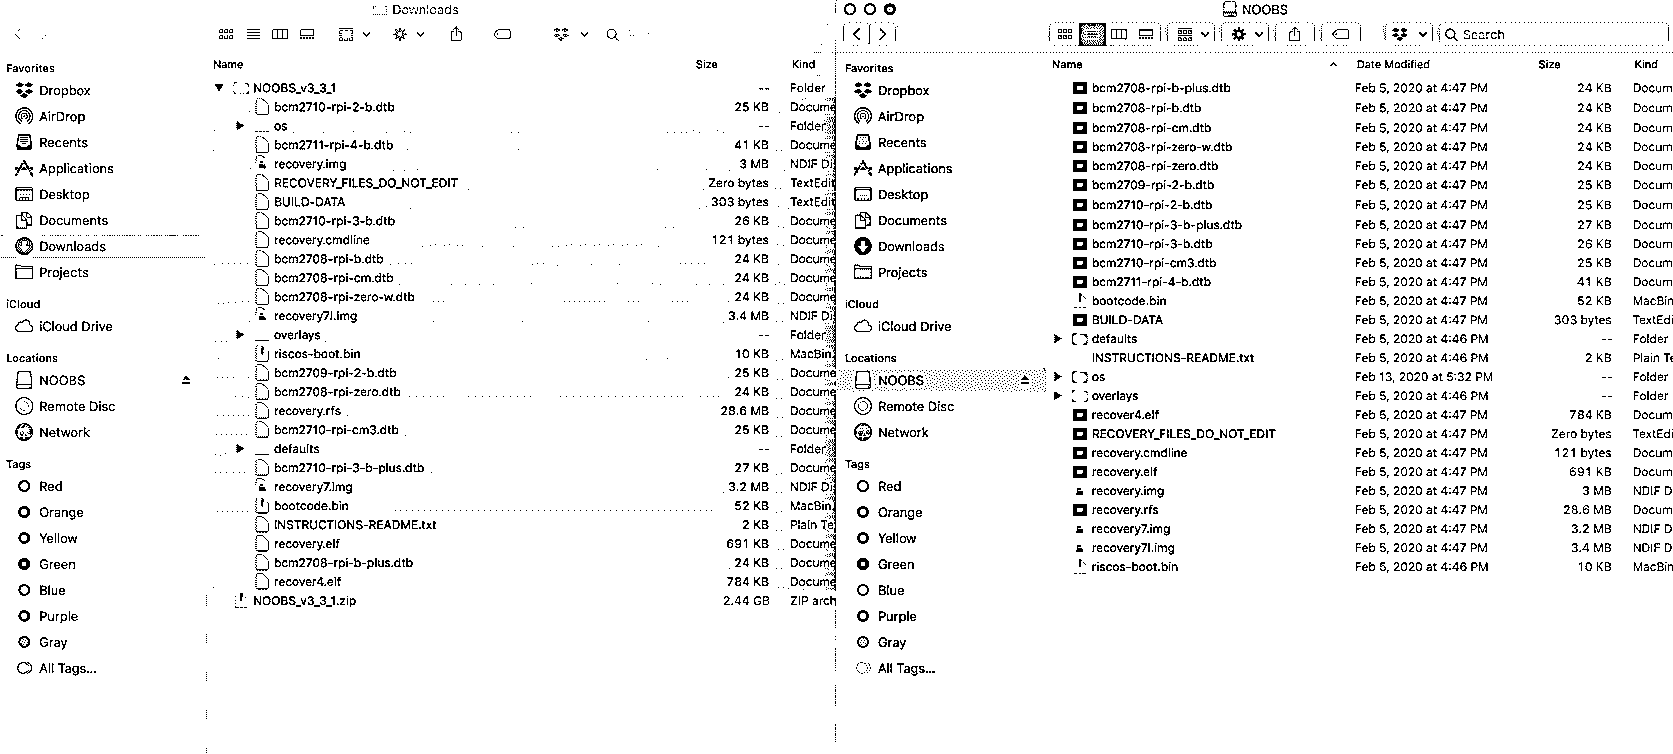 Downloads
Name Size Kind
Favorites
Dropbox
AirDrop
Recents
Applications
Desktop
Documents
Downloads
Projects
iCloud
iCloud Drive
Locations
NOOBS
Remote Disc
Network
Tags
Red
Orange
Yellow
Green
Blue
Purple
Gray
All Tags...
NOOBS_v3_3_1 -- Folder
bcm2710-rpi-2-b.dtb 25 KB Docume
os -- Folder
bcm2711-rpi-4-b.dtb 41 KB Docume
recovery.img 3 MB NDIF Di
RECOVERY_FILES_DO_NOT_EDIT Zero bytes TextEdit
BUILD-DATA 303 bytes TextEdit
bcm2710-rpi-3-b.dtb 26 KB Docume
recovery.cmdline 121 bytes Docume
bcm2708-rpi-b.dtb 24 KB Docume
bcm2708-rpi-cm.dtb 24 KB Docume
bcm2708-rpi-zero-w.dtb 24 KB Docume
recovery7l.img 3.4 MB NDIF Di
overlays -- Folder
riscos-boot.bin 10 KB MacBin
bcm2709-rpi-2-b.dtb 25 KB Docume
bcm2708-rpi-zero.dtb 24 KB Docume
recovery.rfs 28.6 MB Docume
bcm2710-rpi-cm3.dtb 25 KB Docume
defaults -- Folder
bcm2710-rpi-3-b-plus.dtb 27 KB Docume
recovery7.img 3.2 MB NDIF Di
bootcode.bin 52 KB MacBin
INSTRUCTIONS-README.txt 2 KB Plain Te
recovery.elf 691 KB Docume
bcm2708-rpi-b-plus.dtb 24 KB Docume
recover4.elf 784 KB Docume
NOOBS_v3_3_1.zip 2.44 GB ZIP arch
NOOBS
Search
Name Date Modified Size Kind
Favorites
Dropbox
AirDrop
Recents
Applications
Desktop
Documents
Downloads
Projects
iCloud
iCloud Drive
Locations
NOOBS
Remote Disc
Network
Tags
Red
Orange
Yellow
Green
Blue
Purple
Gray
All Tags...
bcm2708-rpi-b-plus.dtb Feb 5, 2020 at 4:47 PM 24 KB Docum
bcm2708-rpi-b.dtb Feb 5, 2020 at 4:47 PM 24 KB Docum
bcm2708-rpi-cm.dtb Feb 5, 2020 at 4:47 PM 24 KB Docum
bcm2708-rpi-zero-w.dtb Feb 5, 2020 at 4:47 PM 24 KB Docum
bcm2708-rpi-zero.dtb Feb 5, 2020 at 4:47 PM 24 KB Docum
bcm2709-rpi-2-b.dtb Feb 5, 2020 at 4:47 PM 25 KB Docum
bcm2710-rpi-2-b.dtb Feb 5, 2020 at 4:47 PM 25 KB Docum
bcm2710-rpi-3-b-plus.dtb Feb 5, 2020 at 4:47 PM 27 KB Docum
bcm2710-rpi-3-b.dtb Feb 5, 2020 at 4:47 PM 26 KB Docum
bcm2710-rpi-cm3.dtb Feb 5, 2020 at 4:47 PM 25 KB Docum
bcm2711-rpi-4-b.dtb Feb 5, 2020 at 4:47 PM 41 KB Docum
bootcode.bin Feb 5, 2020 at 4:47 PM 52 KB MacBin
BUILD-DATA Feb 5, 2020 at 4:47 PM 303 bytes TextEdi
defaults Feb 5, 2020 at 4:46 PM -- Folder
INSTRUCTIONS-README.txt Feb 5, 2020 at 4:46 PM 2 KB Plain Te
os Feb 13, 2020 at 5:32 PM -- Folder
overlays Feb 5, 2020 at 4:46 PM -- Folder
recover4.elf Feb 5, 2020 at 4:47 PM 784 KB Docum
RECOVERY_FILES_DO_NOT_EDIT Feb 5, 2020 at 4:47 PM Zero bytes TextEdi
recovery.cmdline Feb 5, 2020 at 4:47 PM 121 bytes Docum
recovery.elf Feb 5, 2020 at 4:47 PM 691 KB Docum
recovery.img Feb 5, 2020 at 4:47 PM 3 MB NDIF D
recovery.rfs Feb 5, 2020 at 4:47 PM 28.6 MB Docum
recovery7.img Feb 5, 2020 at 4:47 PM 3.2 MB NDIF D
recovery7l.img Feb 5, 2020 at 4:47 PM 3.4 MB NDIF D
riscos-boot.bin Feb 5, 2020 at 4:46 PM 10 KB MacBin